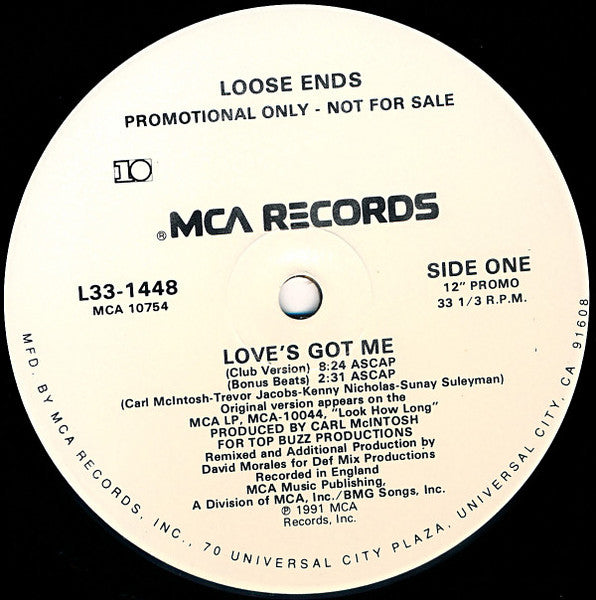 LOOSE ENDS
PROMOTIONAL ONLY - NOT FOR SALE
10
® MCA RECORDS
L33-1448
MCA 10754
SIDE ONE
12" PROMO
33 1/3 R.P.M.
LOVE'S GOT ME
(Club Version) 8:24 ASCAP
(Bonus Beats) 2:31 ASCAP
(Carl McIntosh-Trevor Jacobs-Kenny Nicholas-Sunay Suleyman)
Original version appears on the
MCA LP, MCA-10044, "Look How Long"
PRODUCED BY CARL McINTOSH
FOR TOP BUZZ PRODUCTIONS
Remixed and Additional Production by
David Morales for Def Mix Productions
Recorded in England
MCA Music Publishing,
A Division of MCA, Inc./BMG Songs, Inc.
℗ 1991 MCA
Records, Inc.
MFD. BY MCA RECORDS, INC., 70 UNIVERSAL CITY PLAZA, UNIVERSAL CITY, CA 91608